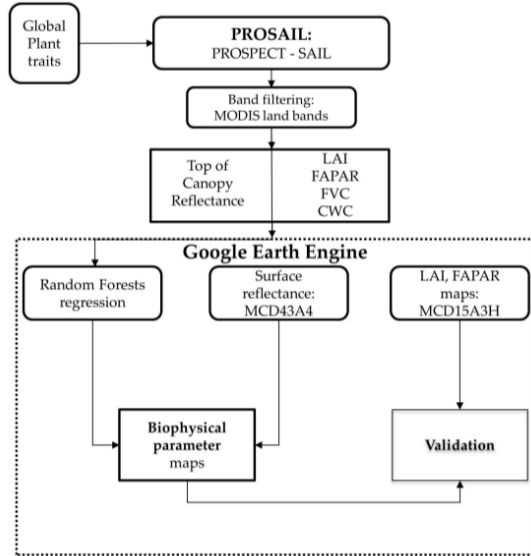 Global
Plant
traits
PROSAIL:
PROSPECT - SAIL
Band filtering:
MODIS land bands
Top of
Canopy
Reflectance
LAI
FAPAR
FVC
CWC
Google Earth Engine
Random Forests
regression
Surface
reflectance:
MCD43A4
LAI, FAPAR
maps:
MCD15A3H
Biophysical
parameter
maps
Validation